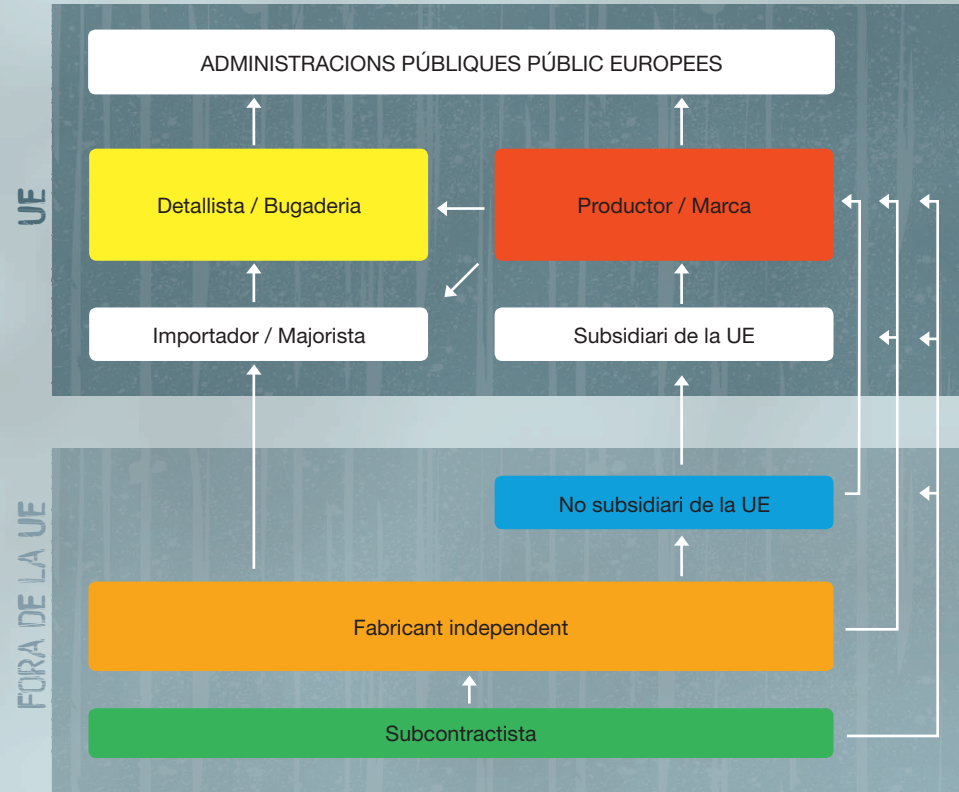 ADMINISTRACIONS PÚBLIQUES PÚBLIC EUROPEES
UE
Detallista / Bugaderia
Productor / Marca
Importador / Majorista
Subsidiari de la UE
FORA DE LA UE
No subsidiari de la UE
Fabricant independent
Subcontractista